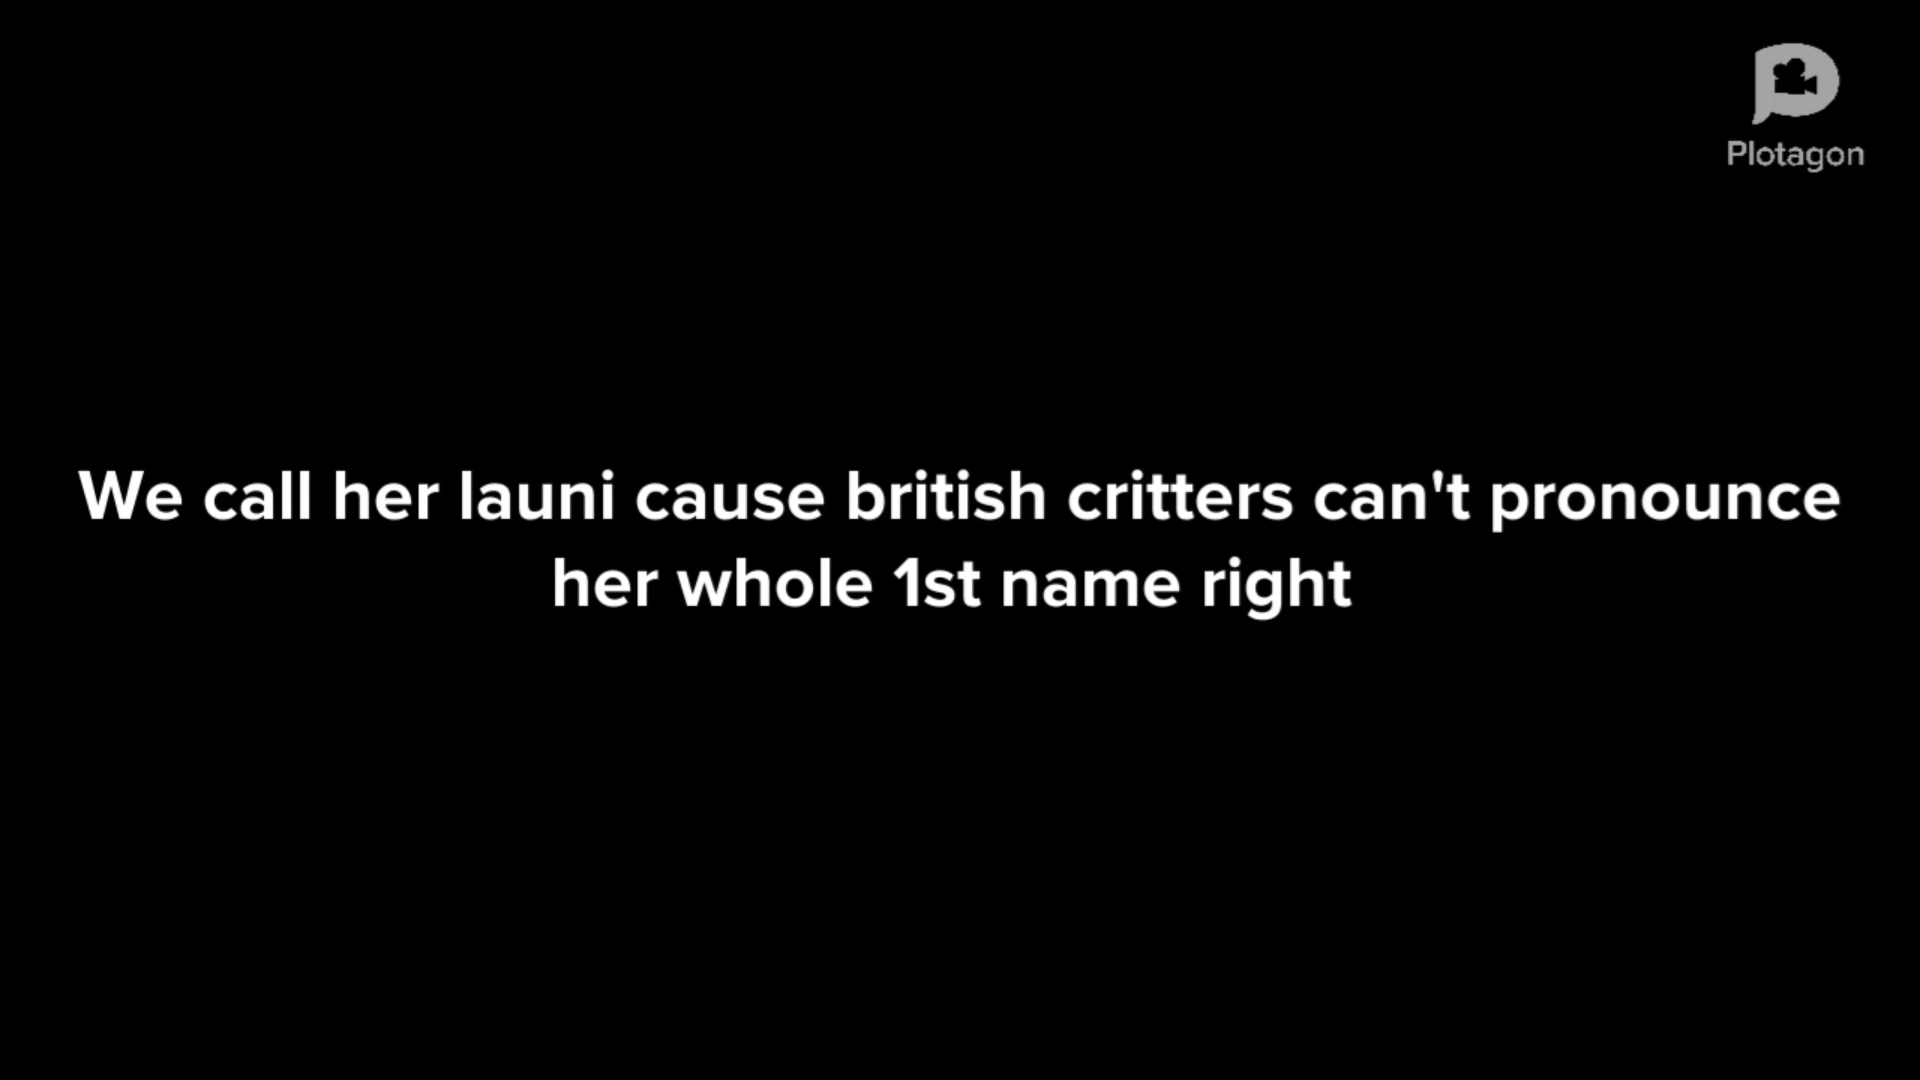 Plotagon
We call her launi cause british critters can't pronounce
her whole 1st name right